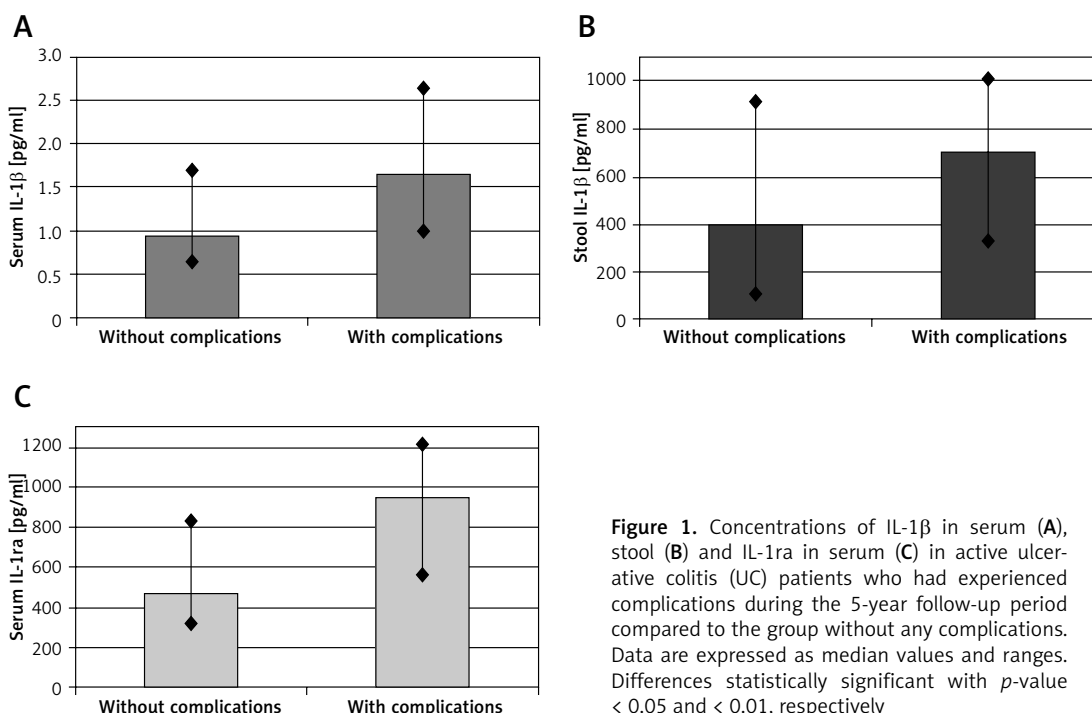 A
Serum IL-1β [pg/ml]
3.0
2.5
2.0
1.5
1.0
0.5
0
Without complications
With complications
B
Stool IL-1β [pg/ml]
1000
800
600
400
200
0
Without complications
With complications
C
Serum IL-1ra [pg/ml]
1200
1000
800
600
400
200
0
Without complications
With complications
Figure 1. Concentrations of IL-1β in serum (A),
stool (B) and IL-1ra in serum (C) in active ulcer-
ative colitis (UC) patients who had experienced
complications during the 5-year follow-up period
compared to the group without any complications.
Data are expressed as median values and ranges.
Differences statistically significant with p-value
< 0.05 and < 0.01, respectively